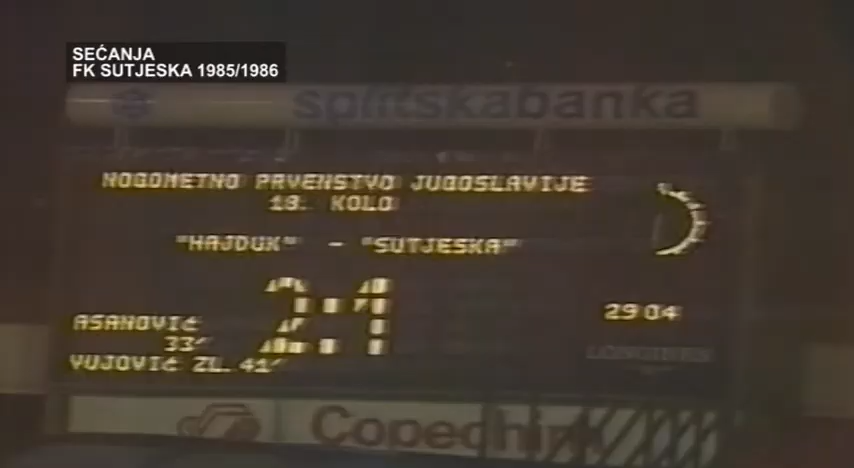 SEĆANJA
FK SUTJESKA 1985/1986
splitskabanka
NOGOMETNO PRVENSTVO JUGOSLAVIJE
18. KOLO
"HAJDUK" - "SUTJESKA"
2:1
ASANOVIĆ
33'
VUJOVIĆ ZL. 41'
29 04
LONGINES